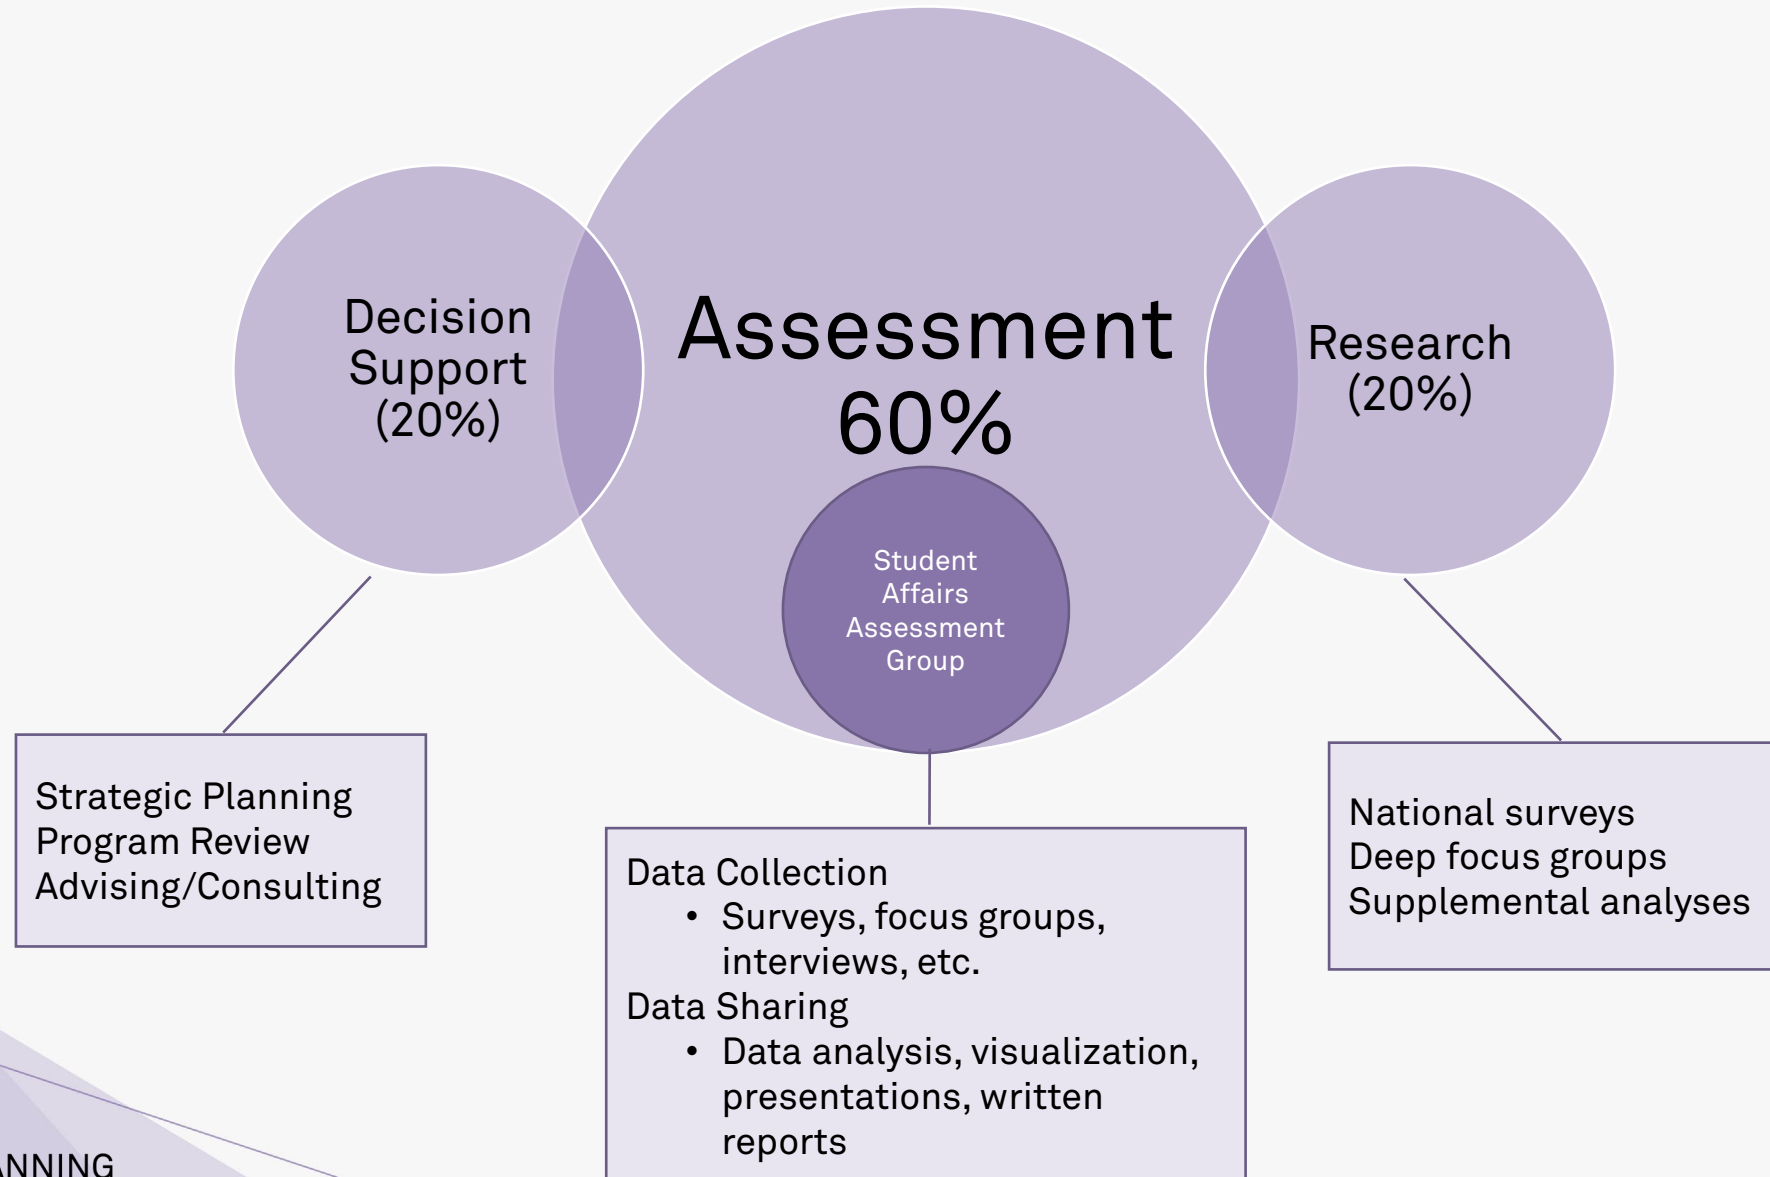 Decision
Support
(20%)
Assessment
60%
Research
(20%)
Student
Affairs
Assessment
Group
Strategic Planning
Program Review
Advising/Consulting
Data Collection
• Surveys, focus groups,
interviews, etc.
Data Sharing
• Data analysis, visualization,
presentations, written
reports
National surveys
Deep focus groups
Supplemental analyses